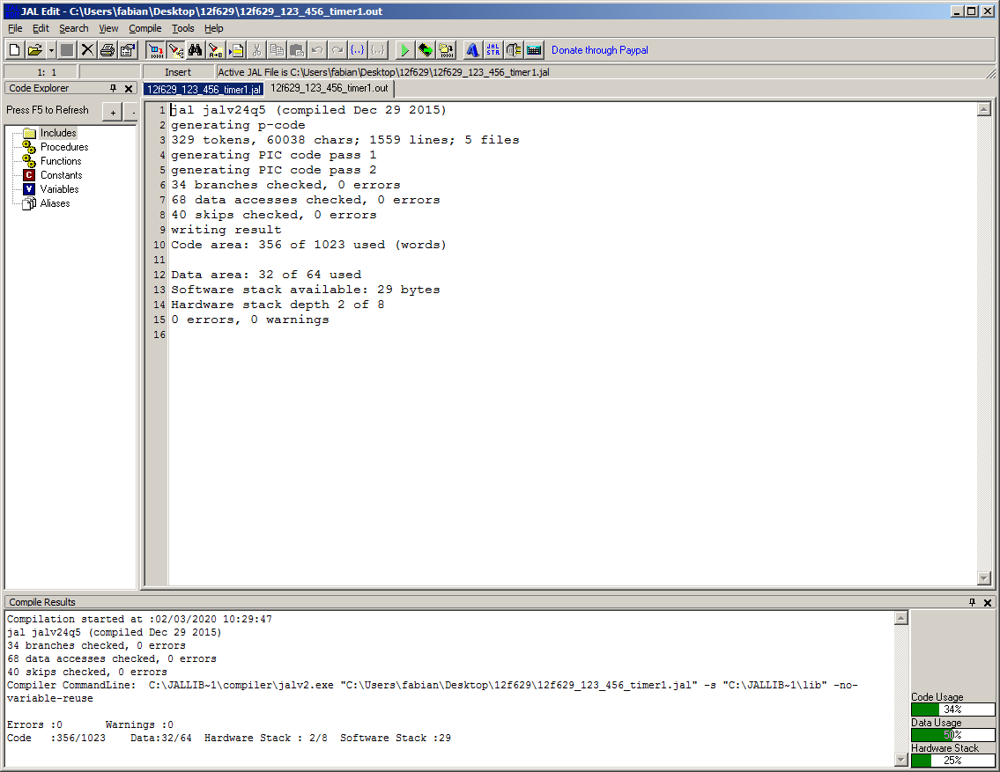 JAL Edit - C:\Users\fabian\Desktop\12f629\12f629_123_456_timer1.out
File Edit Search View Compile Tools Help
Donate through Paypal
1: 1 Insert Active JAL File is C:\Users\fabian\Desktop\12f629\12f629_123_456_timer1.jal
Code Explorer
Press F5 to Refresh + -
Includes
Procedures
Functions
Constants
Variables
Aliases
12f629_123_456_timer1.jal 12f629_123_456_timer1.out
1 jal jalv24q5 (compiled Dec 29 2015)
2 generating p-code
3 329 tokens, 60038 chars; 1559 lines; 5 files
4 generating PIC code pass 1
5 generating PIC code pass 2
6 34 branches checked, 0 errors
7 68 data accesses checked, 0 errors
8 40 skips checked, 0 errors
9 writing result
10 Code area: 356 of 1023 used (words)
11
12 Data area: 32 of 64 used
13 Software stack available: 29 bytes
14 Hardware stack depth 2 of 8
15 0 errors, 0 warnings
16
Compile Results
Compilation started at :02/03/2020 10:29:47
jal jalv24q5 (compiled Dec 29 2015)
34 branches checked, 0 errors
68 data accesses checked, 0 errors
40 skips checked, 0 errors
Compiler CommandLine: C:\JALLIB~1\compiler\jalv2.exe "C:\Users\fabian\Desktop\12f629\12f629_123_456_timer1.jal" -s "C:\JALLIB~1\lib" -no-
variable-reuse
Errors :0 Warnings :0
Code :356/1023 Data:32/64 Hardware Stack : 2/8 Software Stack :29
Code Usage
34%
Data Usage
50%
Hardware Stack
25%